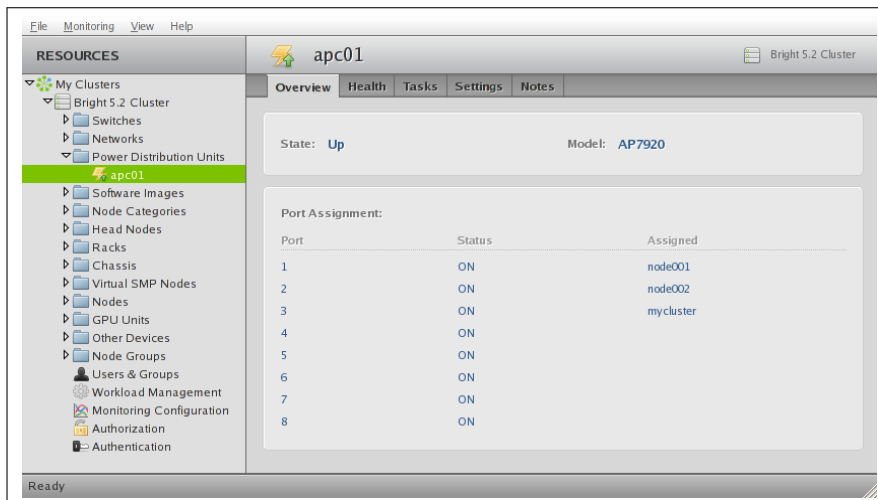 File Monitoring View Help
RESOURCES
My Clusters
Bright 5.2 Cluster
Switches
Networks
Power Distribution Units
apc01
Software Images
Node Categories
Head Nodes
Racks
Chassis
Virtual SMP Nodes
Nodes
GPU Units
Other Devices
Node Groups
Users & Groups
Workload Management
Monitoring Configuration
Authorization
Authentication
apc01 Bright 5.2 Cluster
Overview Health Tasks Settings Notes
State: Up Model: AP7920
Port Assignment:
Port Status Assigned
1 ON node001
2 ON node002
3 ON mycluster
4 ON
5 ON
6 ON
7 ON
8 ON
Ready